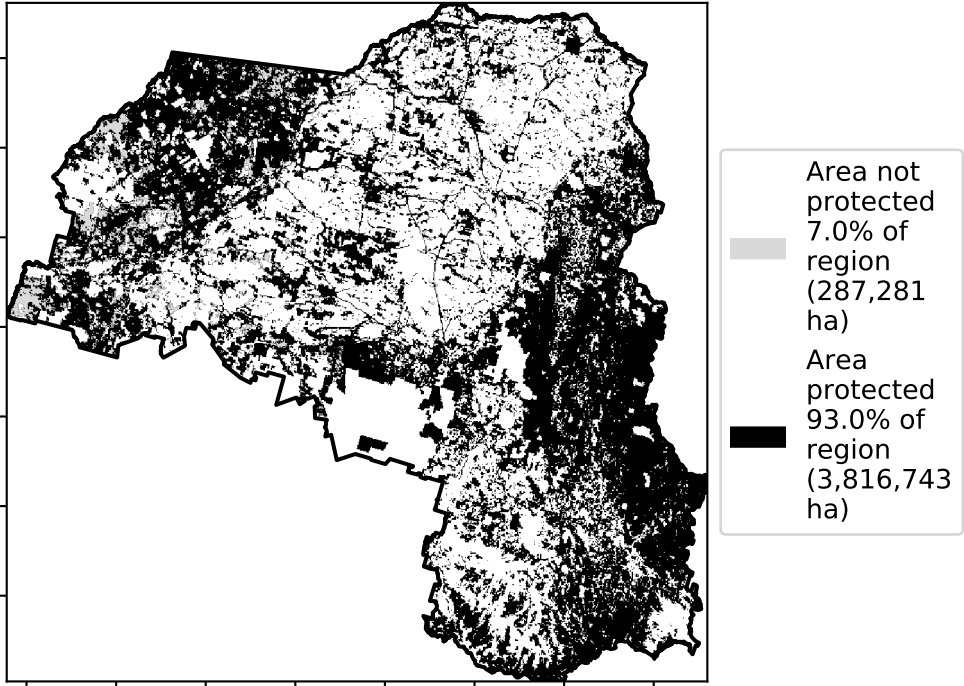 Area not
protected
7.0% of
region
(287,281
ha)
Area
protected
93.0% of
region
(3,816,743
ha)